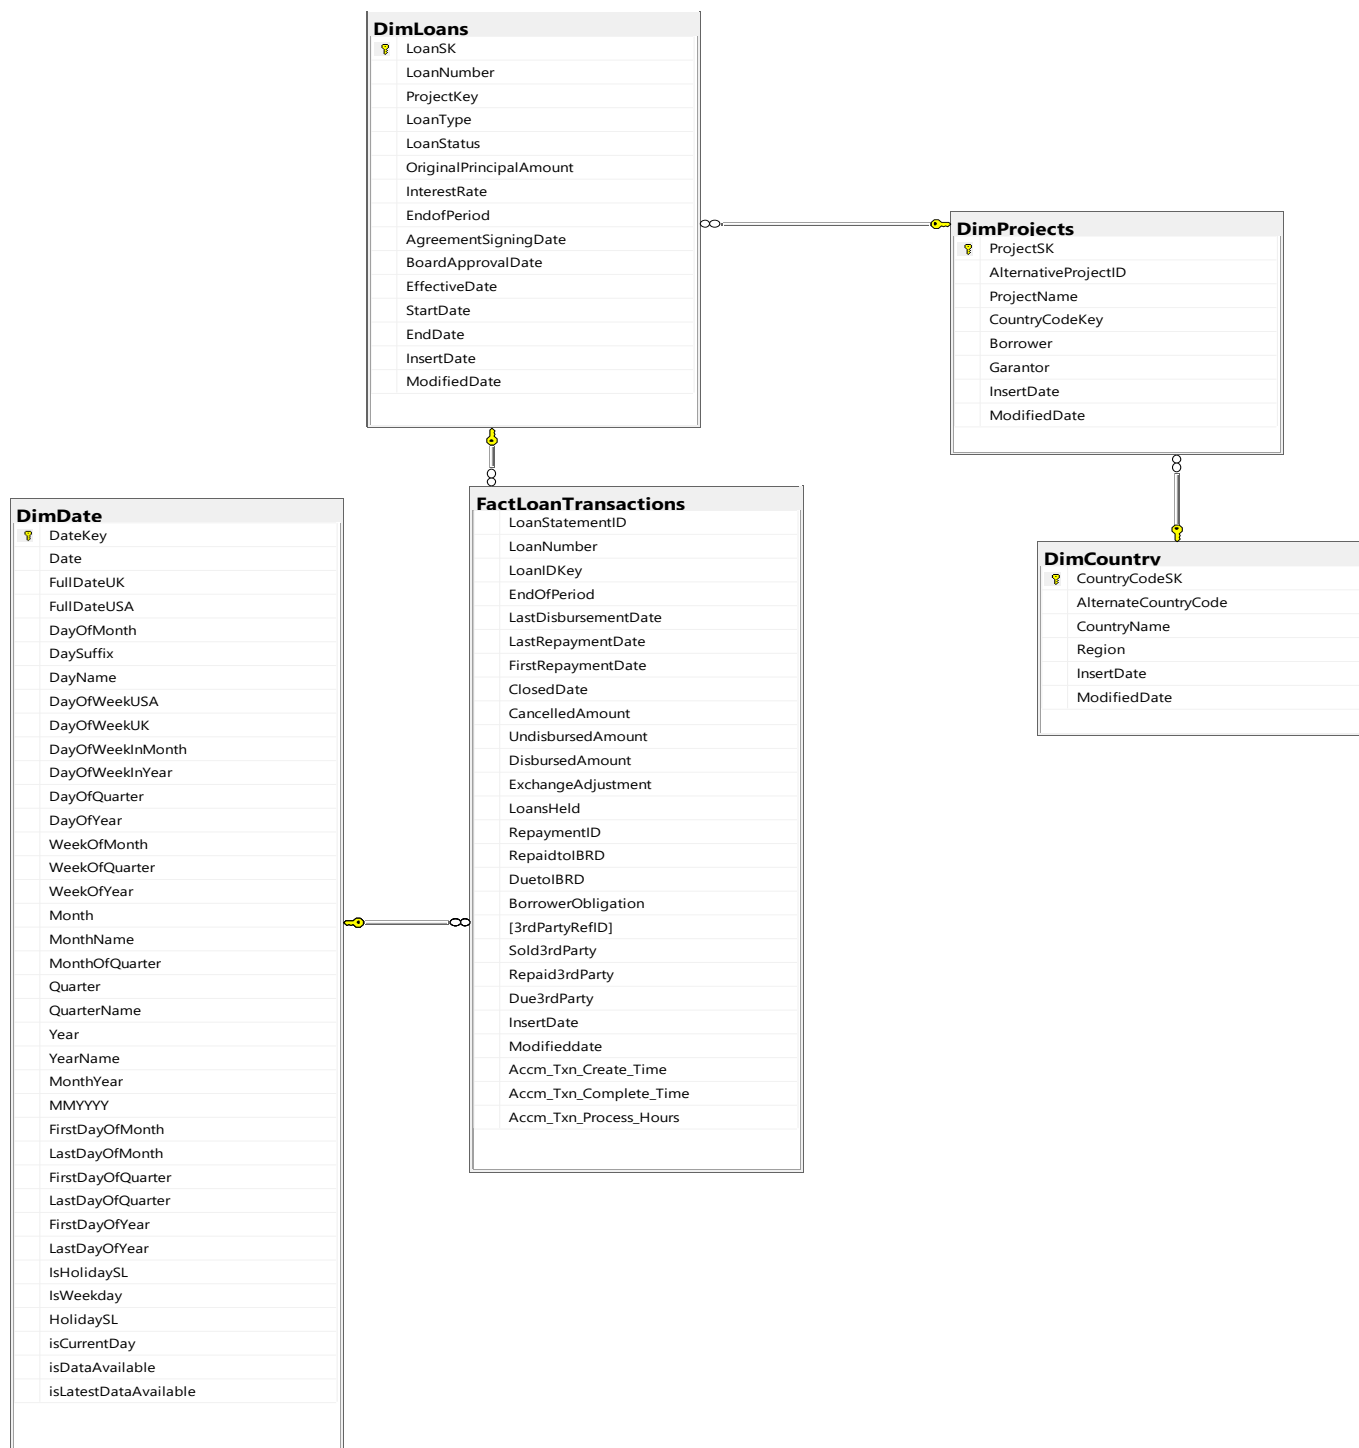 DimLoans
LoanSK
LoanNumber
ProjectKey
LoanType
LoanStatus
OriginalPrincipalAmount
InterestRate
EndofPeriod
AgreementSigningDate
BoardApprovalDate
EffectiveDate
StartDate
EndDate
InsertDate
ModifiedDate
DimProjects
ProjectSK
AlternativeProjectID
ProjectName
CountryCodeKey
Borrower
Garantor
InsertDate
ModifiedDate
DimDate
DateKey
Date
FullDateUK
FullDateUSA
DayOfMonth
DaySuffix
DayName
DayOfWeekUSA
DayOfWeekUK
DayOfWeekInMonth
DayOfWeekInYear
DayOfQuarter
DayOfYear
WeekOfMonth
WeekOfQuarter
WeekOfYear
Month
MonthName
MonthOfQuarter
Quarter
QuarterName
Year
YearName
MonthYear
MMYYYY
FirstDayOfMonth
LastDayOfMonth
FirstDayOfQuarter
LastDayOfQuarter
FirstDayOfYear
LastDayOfYear
IsHolidaySL
IsWeekday
HolidaySL
isCurrentDay
isDataAvailable
isLatestDataAvailable
FactLoanTransactions
LoanStatementID
LoanNumber
LoanIDKey
EndOfPeriod
LastDisbursementDate
LastRepaymentDate
FirstRepaymentDate
ClosedDate
CancelledAmount
UndisbursedAmount
DisbursedAmount
ExchangeAdjustment
LoansHeld
RepaymentID
RepaidtoIBRD
DuetoIBRD
BorrowerObligation
[3rdPartyRefID]
Sold3rdParty
Repaid3rdParty
Due3rdParty
InsertDate
Modifieddate
Accm_Txn_Create_Time
Accm_Txn_Complete_Time
Accm_Txn_Process_Hours
DimCountry
CountryCodeSK
AlternateCountryCode
CountryName
Region
InsertDate
ModifiedDate